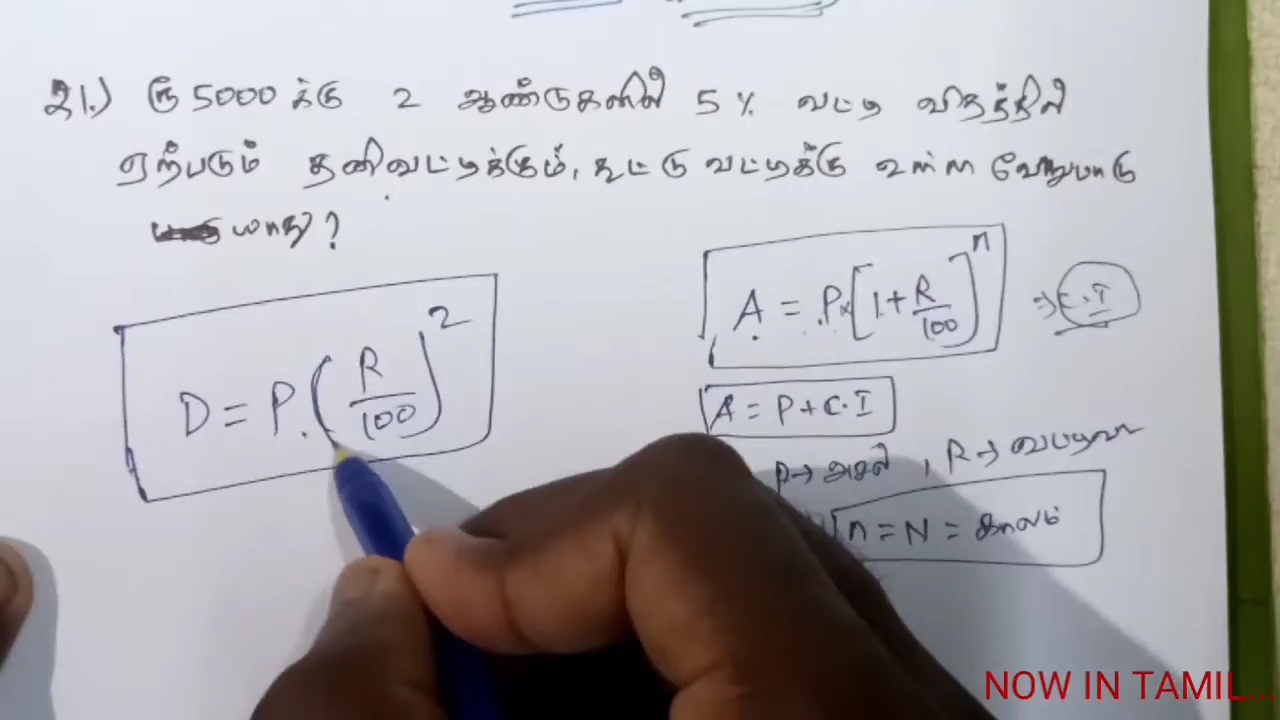 21.) ரூ 5000 க்கு 2 ஆண்டுகளில் 5% வட்டி விதத்தில்
ஏற்படும் தனிவட்டிக்கும், கூட்டு வட்டிக்கு உள்ள வேறுபாடு
யாது?
D = P. (R/100)^2
A = P×[1+R/100]^n ⇒ C.I
A = P+C.I
P→அசல், R→
n = N = காலம்
NOW IN TAMIL...